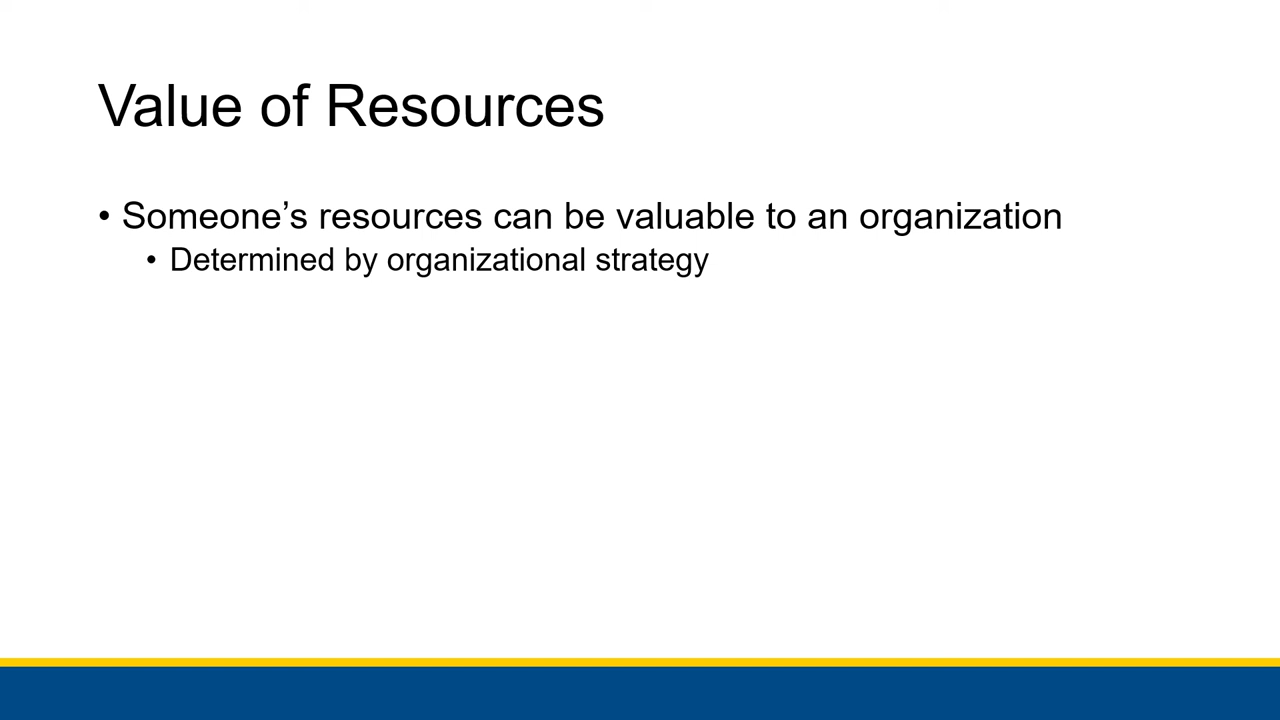 Value of Resources
• Someone’s resources can be valuable to an organization
• Determined by organizational strategy